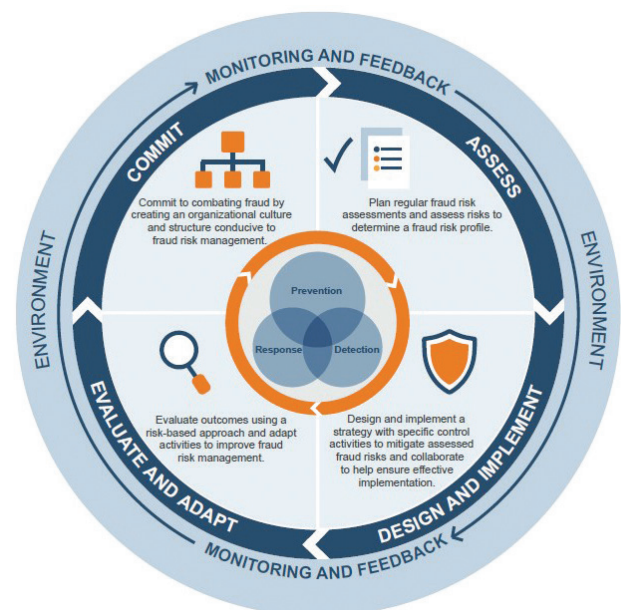 MONITORING AND FEEDBACK
COMMIT
ASSESS
Commit to combating fraud by
creating an organizational culture
and structure conducive to
fraud risk management.
Plan regular fraud risk
assessments and assess risks to
determine a fraud risk profile.
ENVIRONMENT
ENVIRONMENT
Prevention
Response
Detection
Evaluate outcomes using a
risk-based approach and adapt
activities to improve fraud
risk management.
Design and implement a
strategy with specific control
activities to mitigate assessed
fraud risks and collaborate
to help ensure effective
implementation.
EVALUATE AND ADAPT
DESIGN AND IMPLEMENT
MONITORING AND FEEDBACK